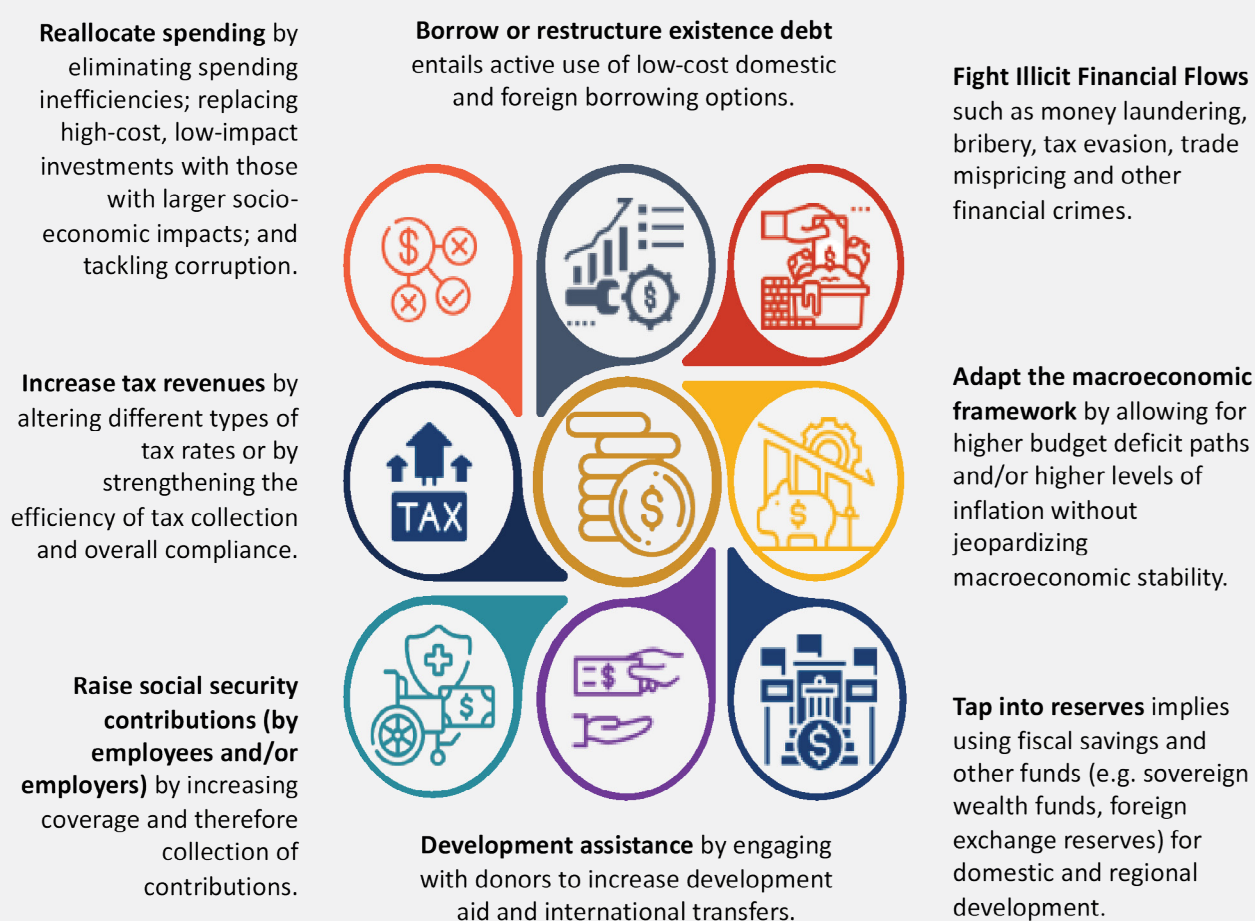 Reallocate spending by
eliminating spending
inefficiencies; replacing
high-cost, low-impact
investments with those
with larger socio-
economic impacts; and
tackling corruption.
Borrow or restructure existence debt
entails active use of low-cost domestic
and foreign borrowing options.
Fight Illicit Financial Flows
such as money laundering,
bribery, tax evasion, trade
mispricing and other
financial crimes.
Increase tax revenues by
altering different types of
tax rates or by
strengthening the
efficiency of tax collection
and overall compliance.
TAX
Adapt the macroeconomic
framework by allowing for
higher budget deficit paths
and/or higher levels of
inflation without
jeopardizing
macroeconomic stability.
Raise social security
contributions (by
employees and/or
employers) by increasing
coverage and therefore
collection of
contributions.
Development assistance by engaging
with donors to increase development
aid and international transfers.
Tap into reserves implies
using fiscal savings and
other funds (e.g. sovereign
wealth funds, foreign
exchange reserves) for
domestic and regional
development.